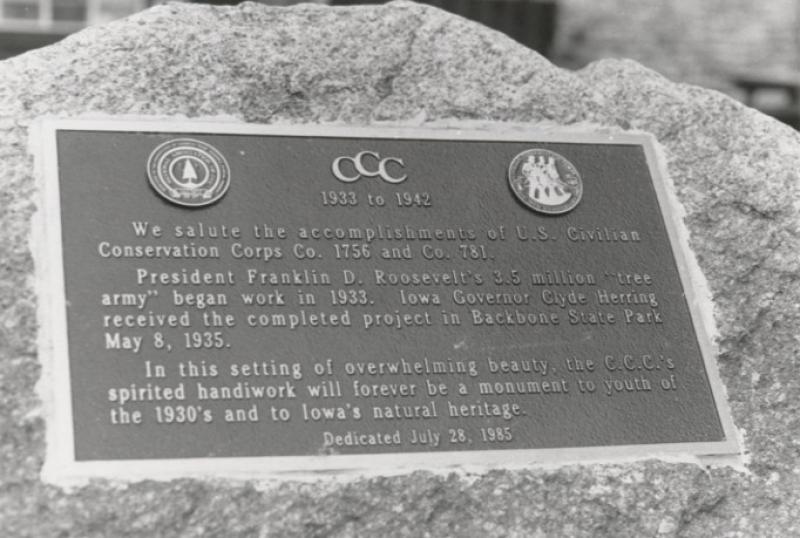 CCC
1933 to 1942
We salute the accomplishments of U.S. Civilian
Conservation Corps Co. 1756 and Co. 781.
President Franklin D. Roosevelt's 3.5 million "tree
army" began work in 1933. Iowa Governor Clyde Herring
received the completed project in Backbone State Park
May 8, 1935.
In this setting of overwhelming beauty, the C.C.C.'s
spirited handiwork will forever be a monument to youth of
the 1930's and to Iowa's natural heritage.
Dedicated July 28, 1985